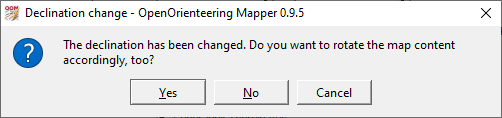 Declination change - OpenOrienteering Mapper 0.9.5
The declination has been changed. Do you want to rotate the map content
accordingly, too?
Yes No Cancel